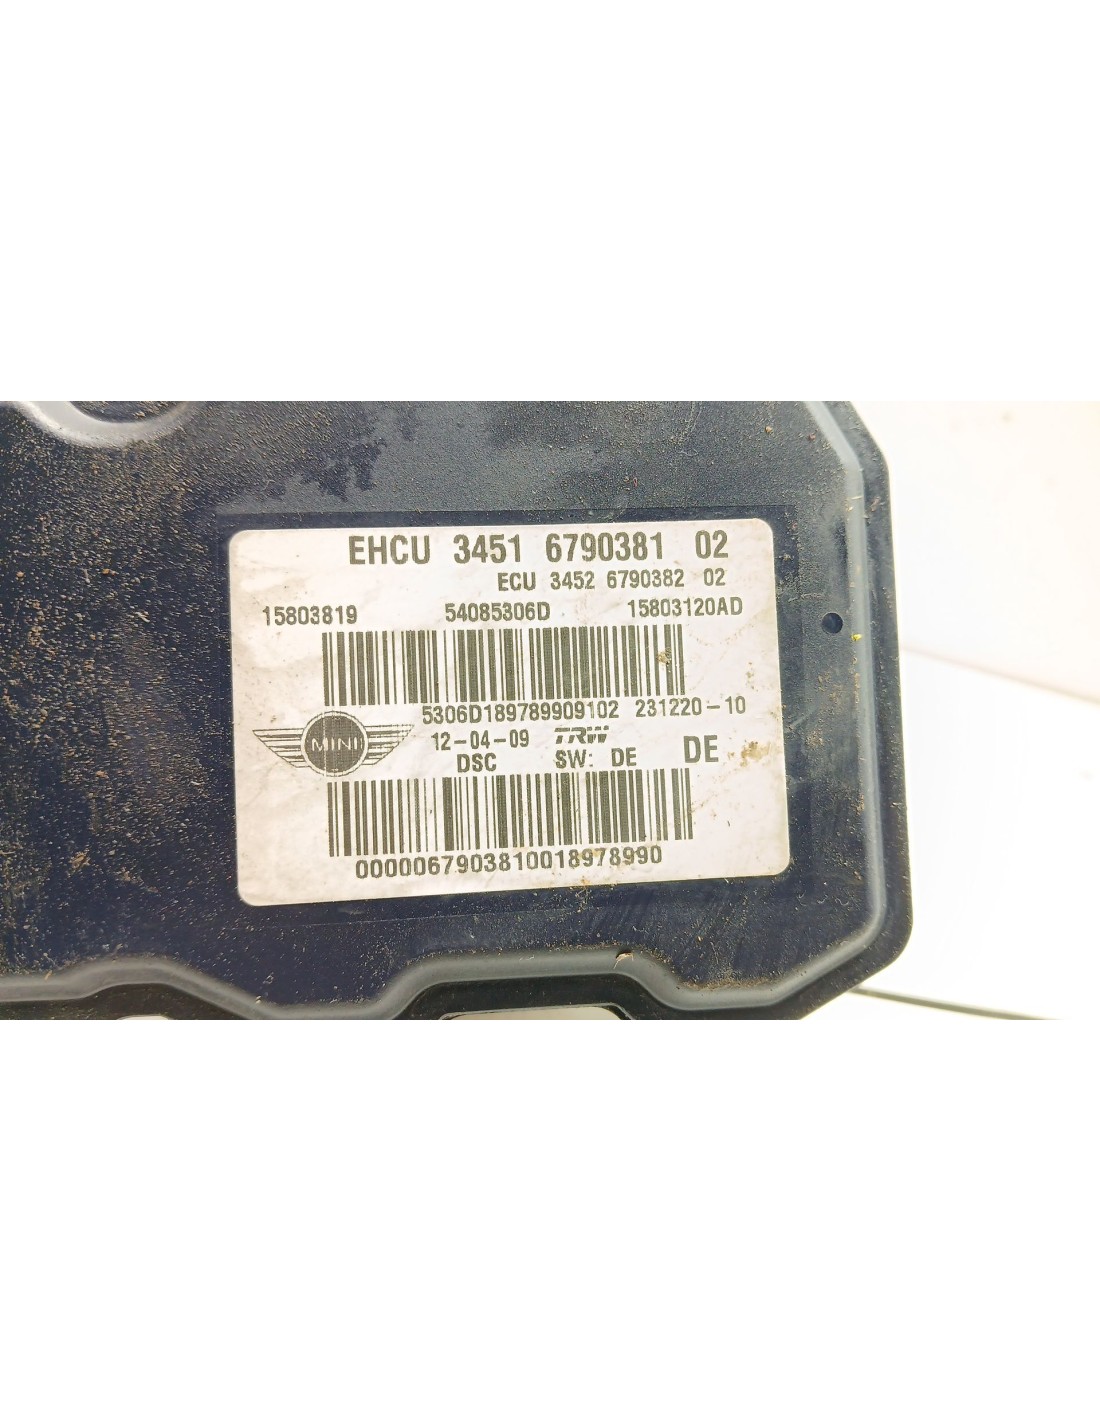 EHCU 3451 6790381 02
ECU 3452 6790382 02
15803819 54085306D 15803120AD
5306D189789909102 231220-10
MINI 12-04-09 TRW
DSC SW: DE DE
0000067903810018978990